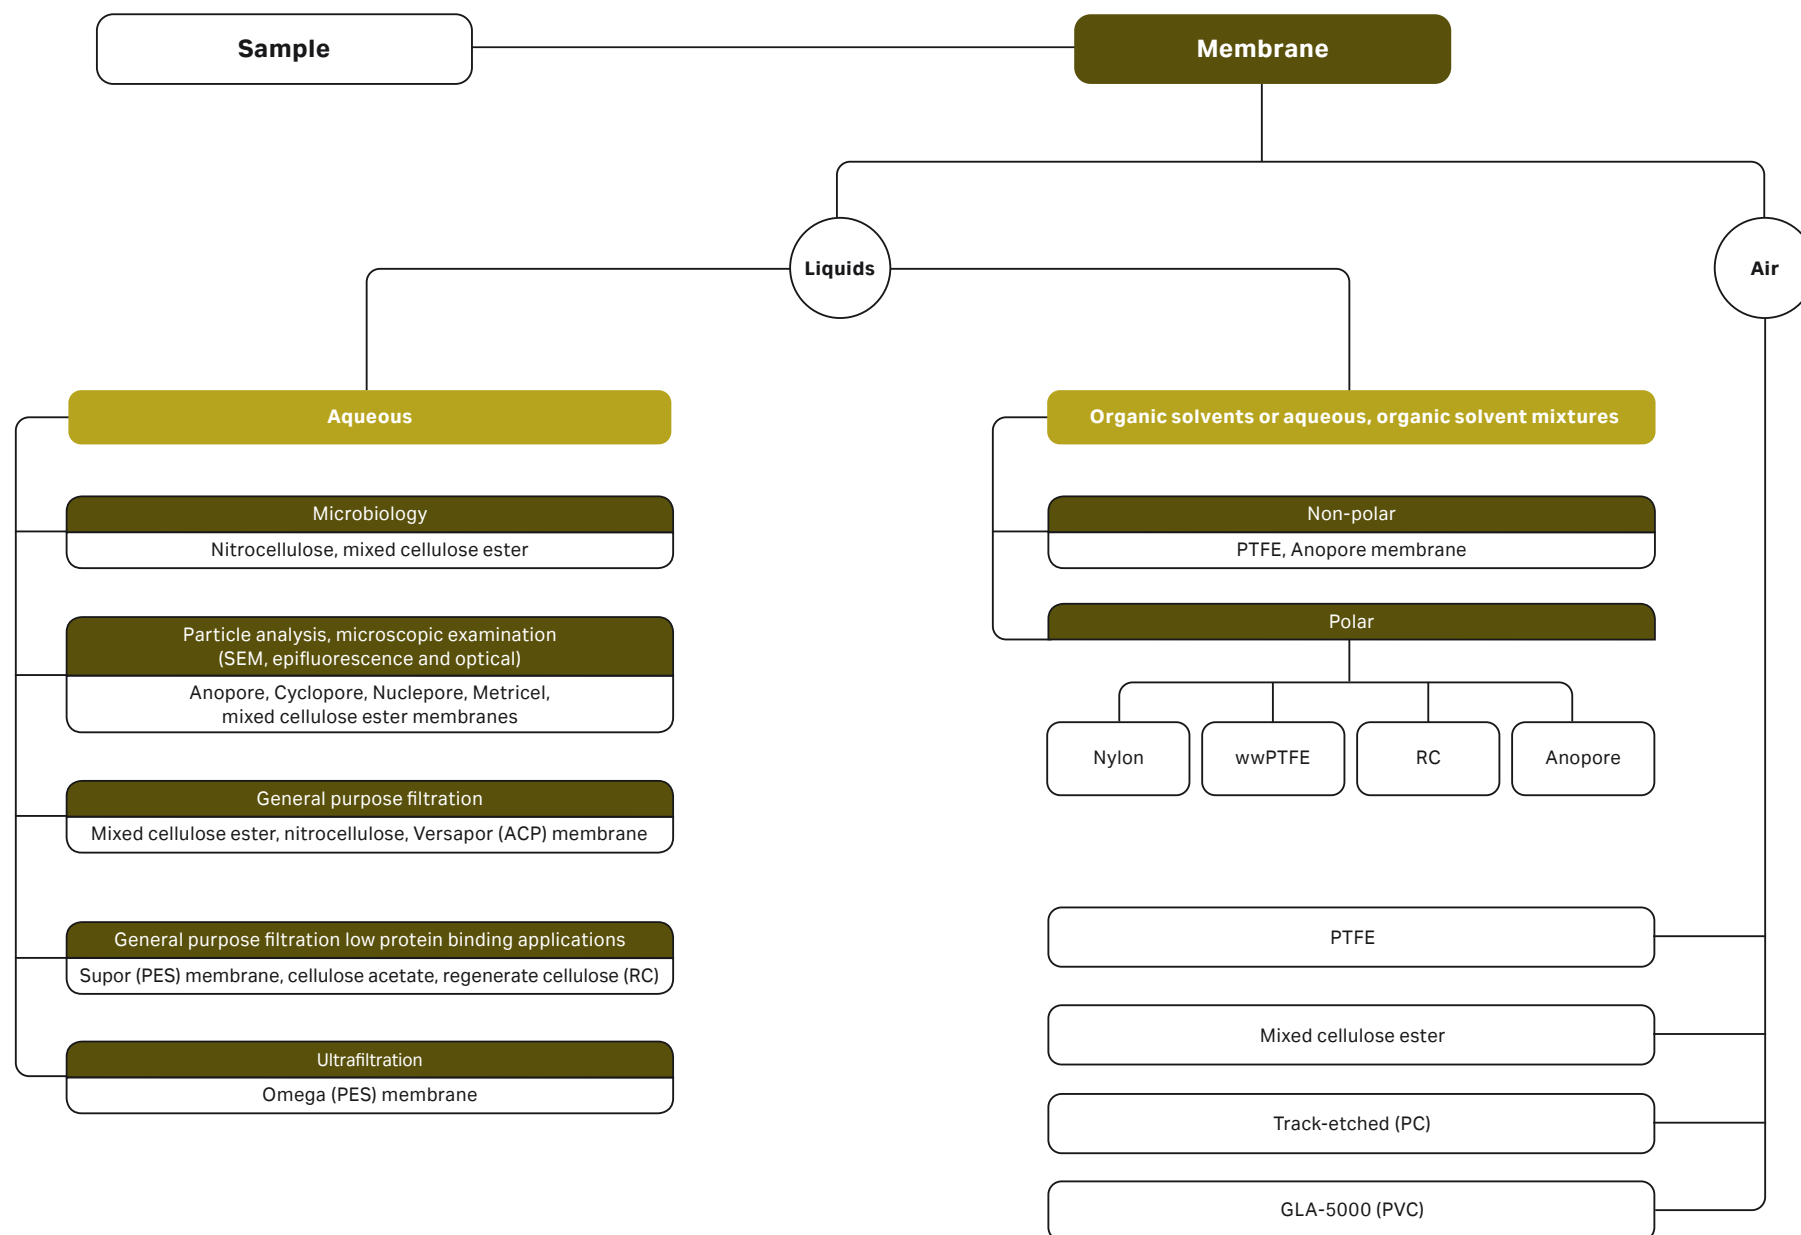 Sample
Membrane
Liquids
Air
Aqueous
Microbiology
Nitrocellulose, mixed cellulose ester
Particle analysis, microscopic examination
(SEM, epifluorescence and optical)
Anopore, Cyclopore, Nuclepore, Metricel,
mixed cellulose ester membranes
General purpose filtration
Mixed cellulose ester, nitrocellulose, Versapor (ACP) membrane
General purpose filtration low protein binding applications
Supor (PES) membrane, cellulose acetate, regenerate cellulose (RC)
Ultrafiltration
Omega (PES) membrane
Organic solvents or aqueous, organic solvent mixtures
Non-polar
PTFE, Anopore membrane
Polar
Nylon
wwPTFE
RC
Anopore
PTFE
Mixed cellulose ester
Track-etched (PC)
GLA-5000 (PVC)